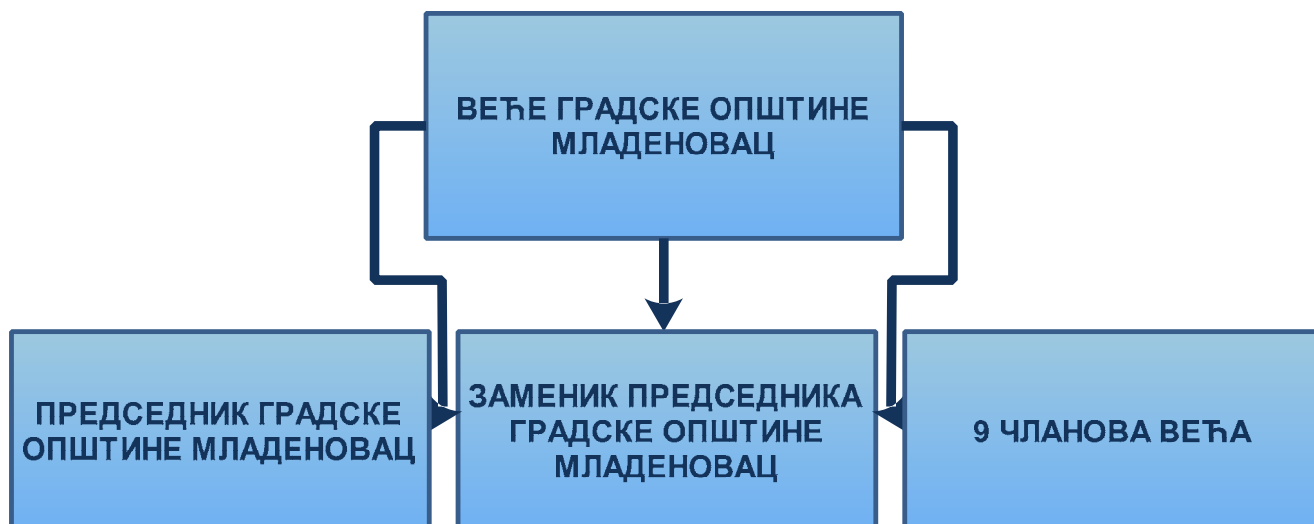 ВЕЋЕ ГРАДСКЕ ОПШТИНЕ
МЛАДЕНОВАЦ
ПРЕДСЕДНИК ГРАДСКЕ
ОПШТИНЕ МЛАДЕНОВАЦ
ЗАМЕНИК ПРЕДСЕДНИКА
ГРАДСКЕ ОПШТИНЕ
МЛАДЕНОВАЦ
9 ЧЛАНОВА ВЕЋА